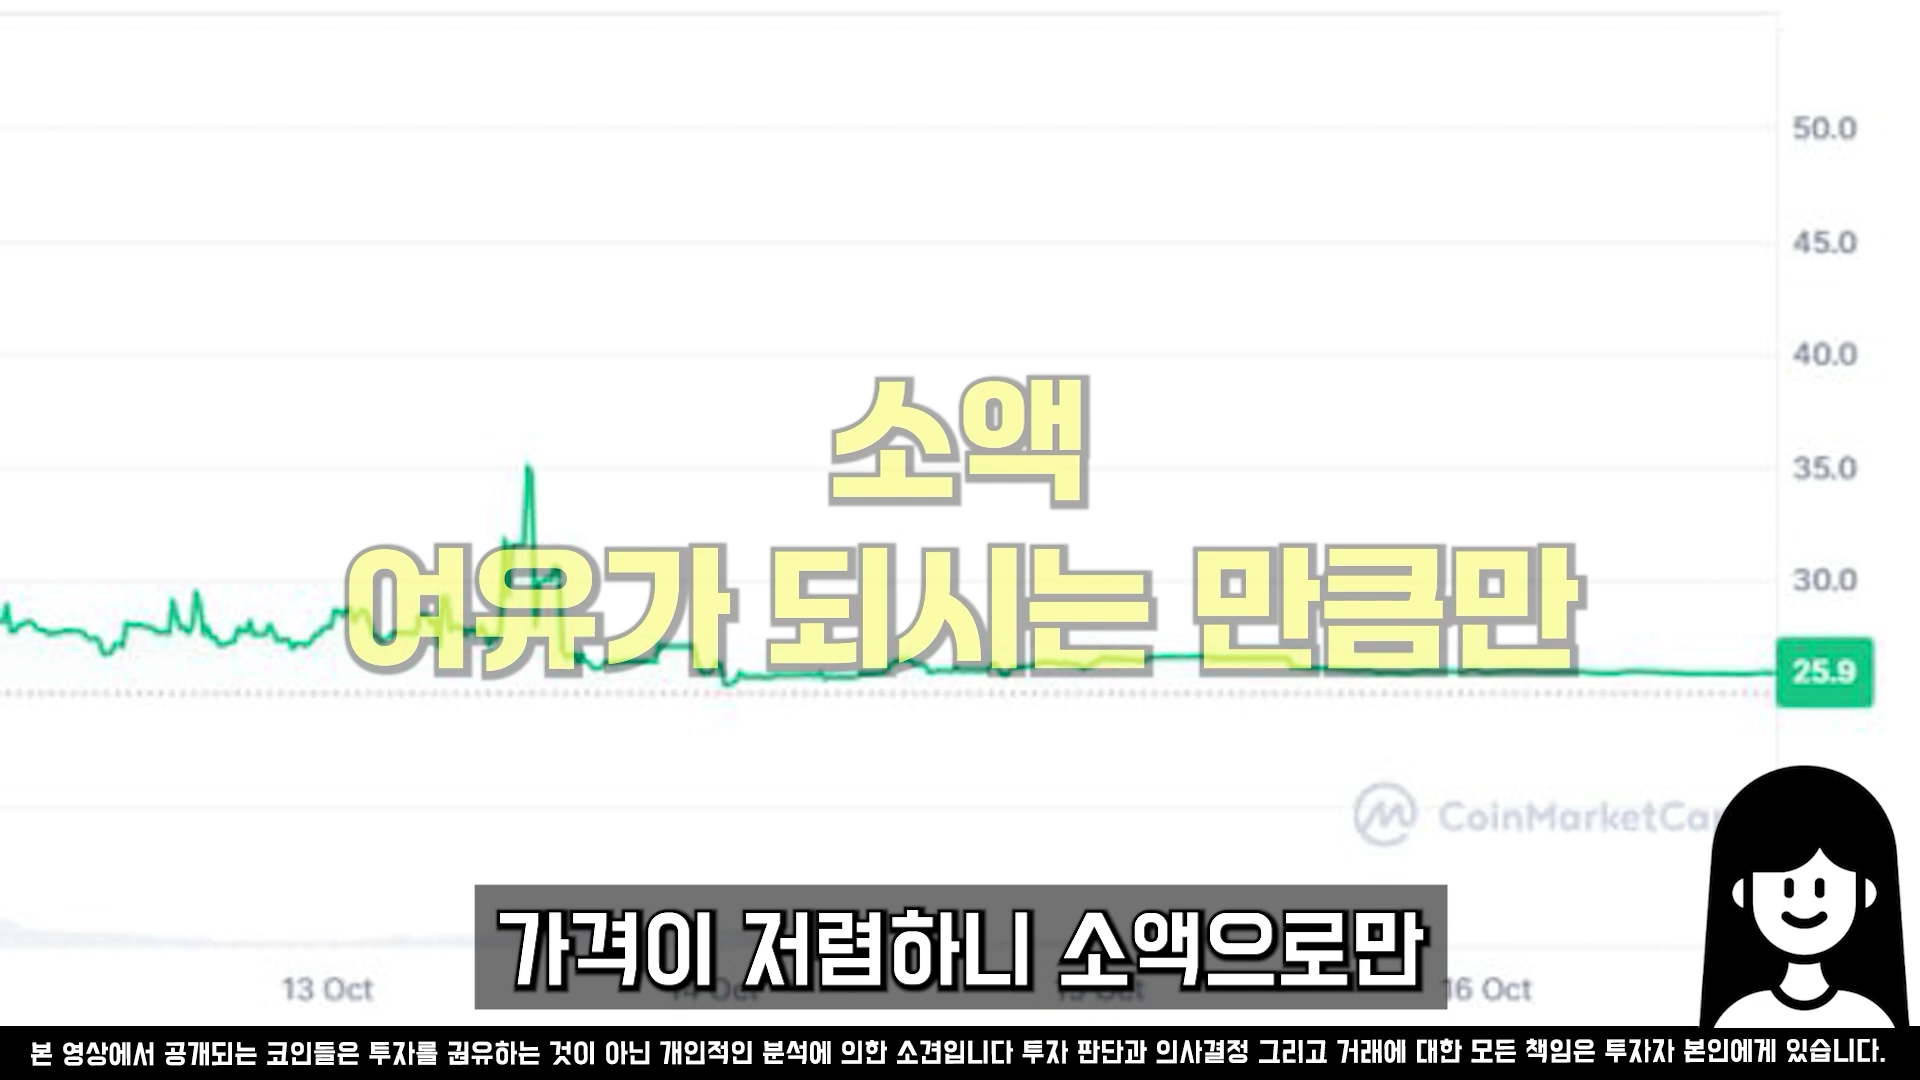 50.0
45.0
40.0
소액
35.0
여유가 되시는 만큼만
30.0
25.9
CoinMarketCap
가격이 저렴하니 소액으로만
13 Oct
14 Oct
15 Oct
16 Oct
본 영상에서 공개되는 코인들은 투자를 권유하는 것이 아닌 개인적인 분석에 의한 소견입니다 투자 판단과 의사결정 그리고 거래에 대한 모든 책임은 투자자 본인에게 있습니다.